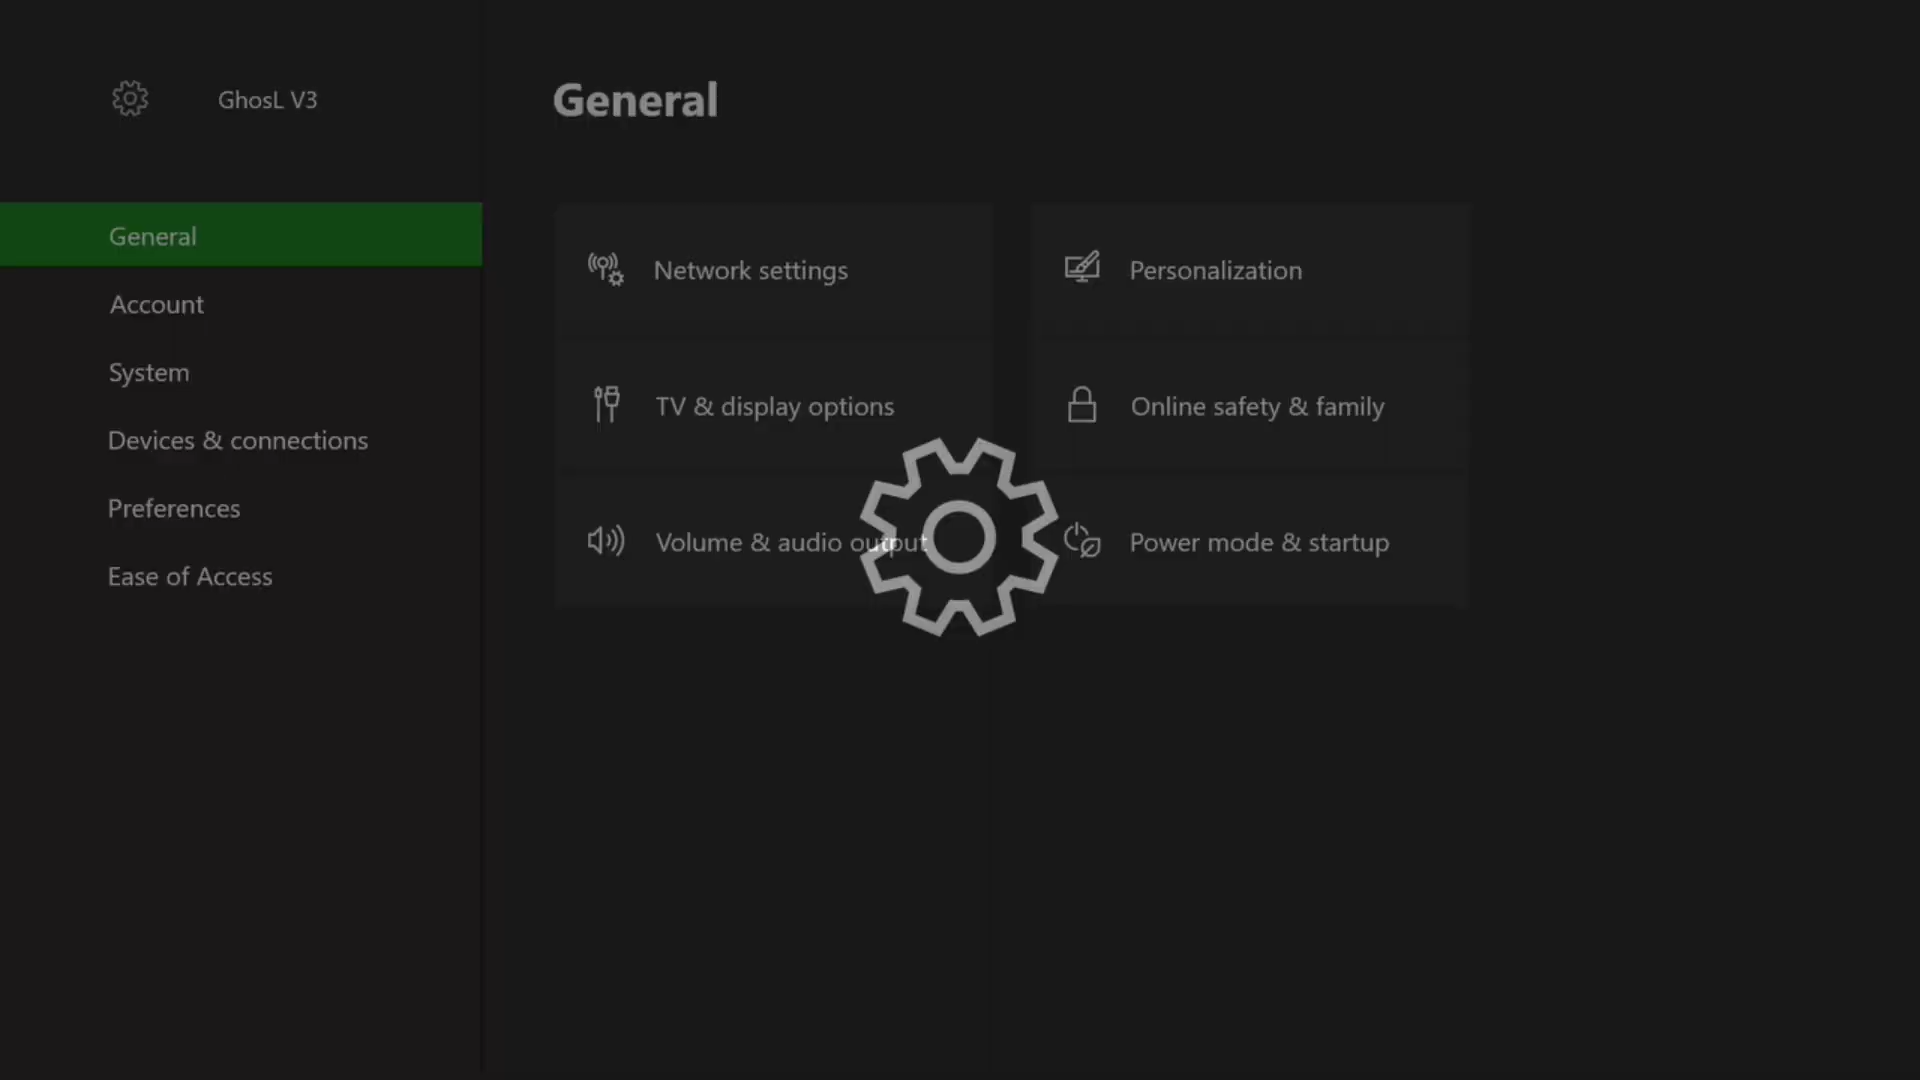 GhosL V3
General
General
Account
System
Devices & connections
Preferences
Ease of Access
Network settings
Personalization
TV & display options
Online safety & family
Volume & audio output
Power mode & startup